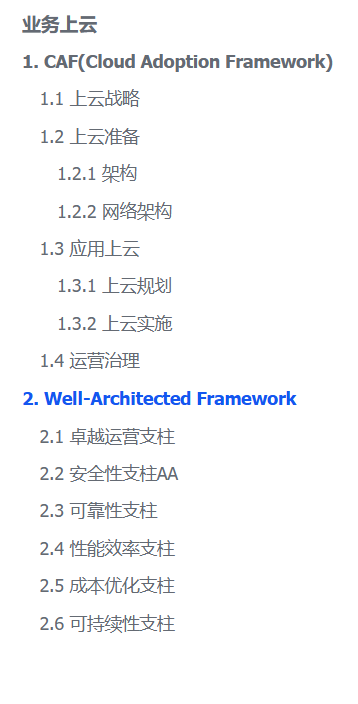 业务上云
1. CAF(Cloud Adoption Framework)
1.1 上云战略
1.2 上云准备
1.2.1 架构
1.2.2 网络架构
1.3 应用上云
1.3.1 上云规划
1.3.2 上云实施
1.4 运营治理
2. Well-Architected Framework
2.1 卓越运营支柱
2.2 安全性支柱AA
2.3 可靠性支柱
2.4 性能效率支柱
2.5 成本优化支柱
2.6 可持续性支柱